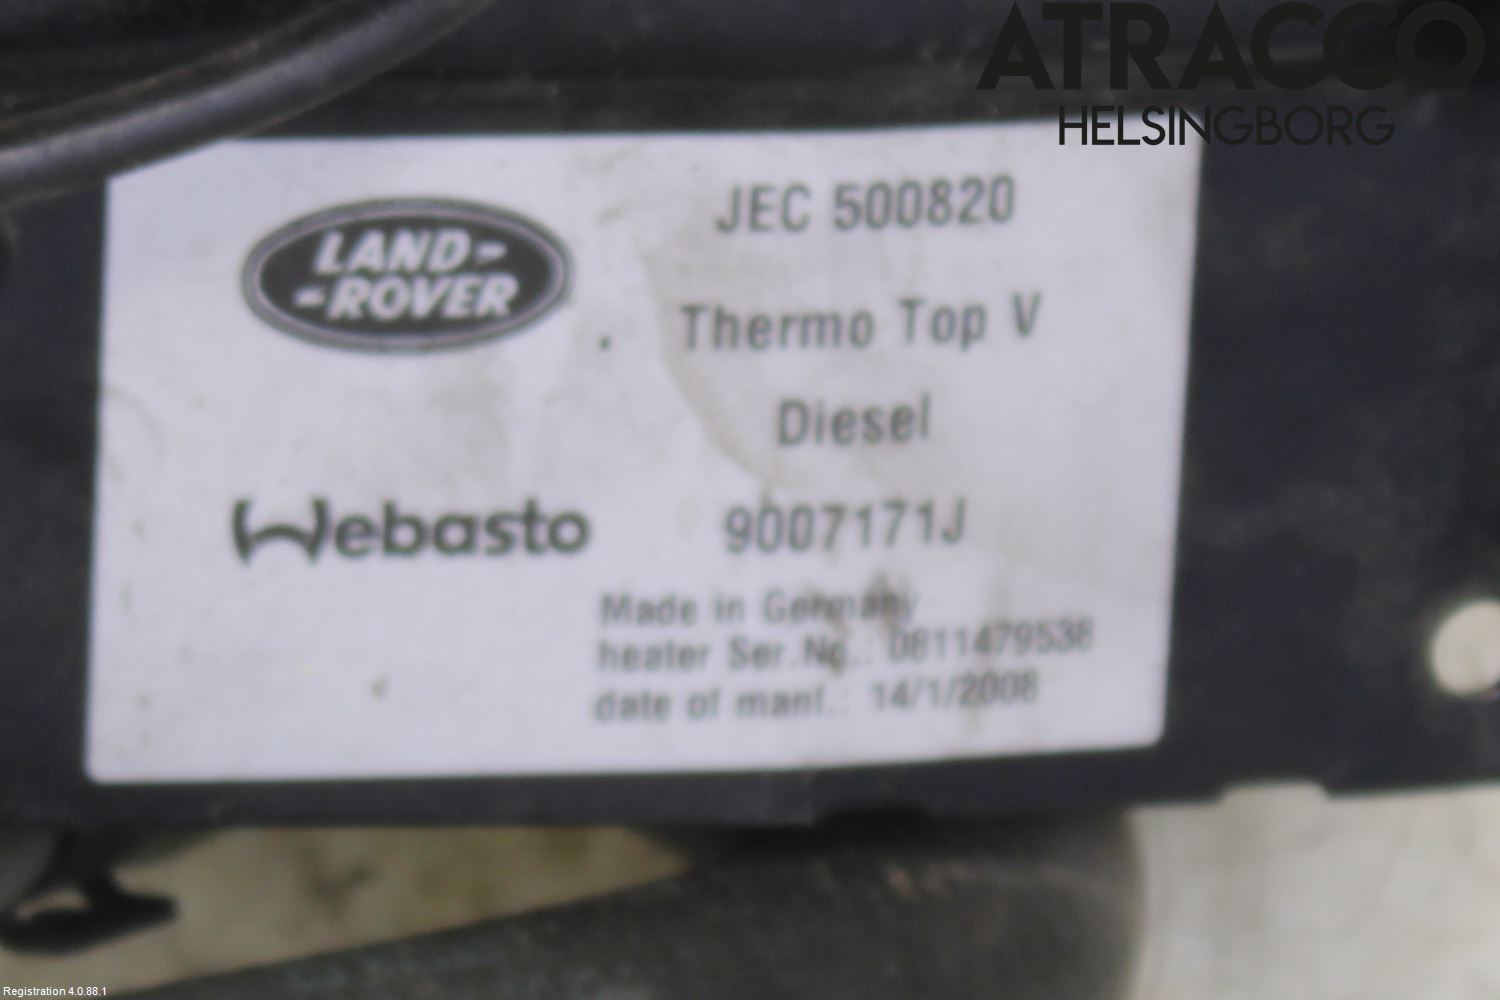 ATRACCO
HELSINGBORG
LAND-
-ROVER
JEC 500820
Thermo Top V
Diesel
Webasto
9007171J
Made in Germany
heater Ser.No.: 0811479538
date of manf.: 14/1/2008
Registration 4.0.88.1